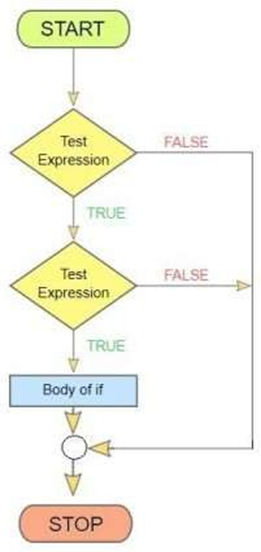 START
Test
Expression
FALSE
TRUE
Test
Expression
FALSE
TRUE
Body of if
STOP